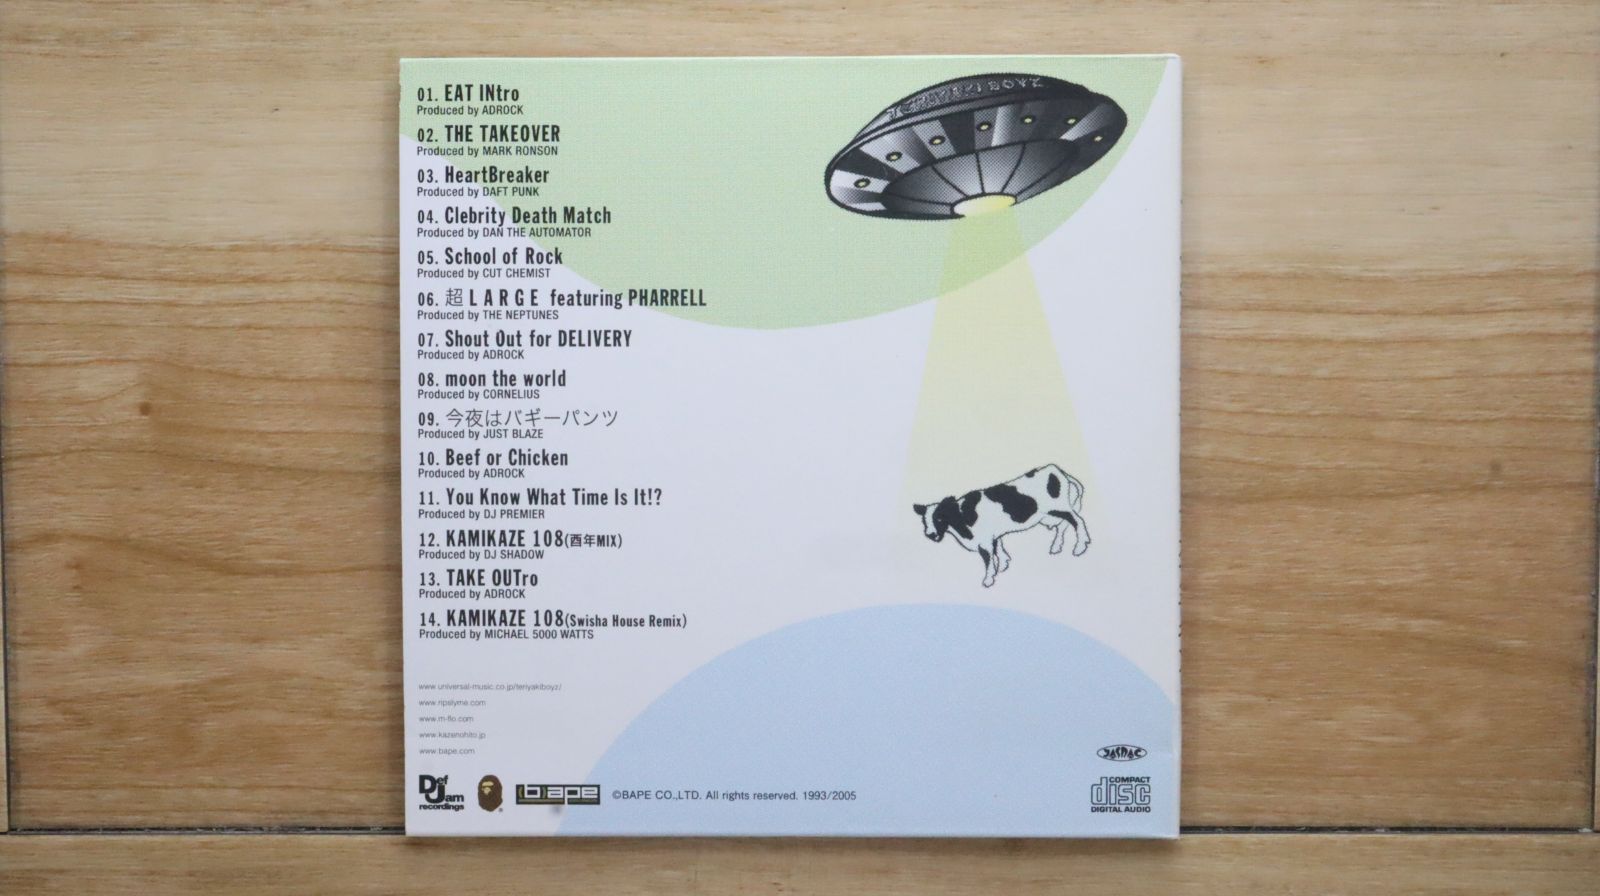 TERIYAKI BOYZ
01. EAT INtro
Produced by ADROCK
02. THE TAKEOVER
Produced by MARK RONSON
03. HeartBreaker
Produced by DAFT PUNK
04. Clebrity Death Match
Produced by DAN THE AUTOMATOR
05. School of Rock
Produced by CUT CHEMIST
06. 超 L A R G E featuring PHARRELL
Produced by THE NEPTUNES
07. Shout Out for DELIVERY
Produced by ADROCK
08. moon the world
Produced by CORNELIUS
09. 今夜はバギーパンツ
Produced by JUST BLAZE
10. Beef or Chicken
Produced by ADROCK
11. You Know What Time Is It!?
Produced by DJ PREMIER
12. KAMIKAZE 108(酉年MIX)
Produced by DJ SHADOW
13. TAKE OUTro
Produced by ADROCK
14. KAMIKAZE 108(Swisha House Remix)
Produced by MICHAEL 5000 WATTS
www.universal-music.co.jp/teriyakiboyz/
www.ripslyme.com
www.m-flo.com
www.kazenohito.jp
www.bape.com
Def Jam recordings
(b)ape
©BAPE CO.,LTD. All rights reserved. 1993/2005
JASRAC
COMPACT disc DIGITAL AUDIO